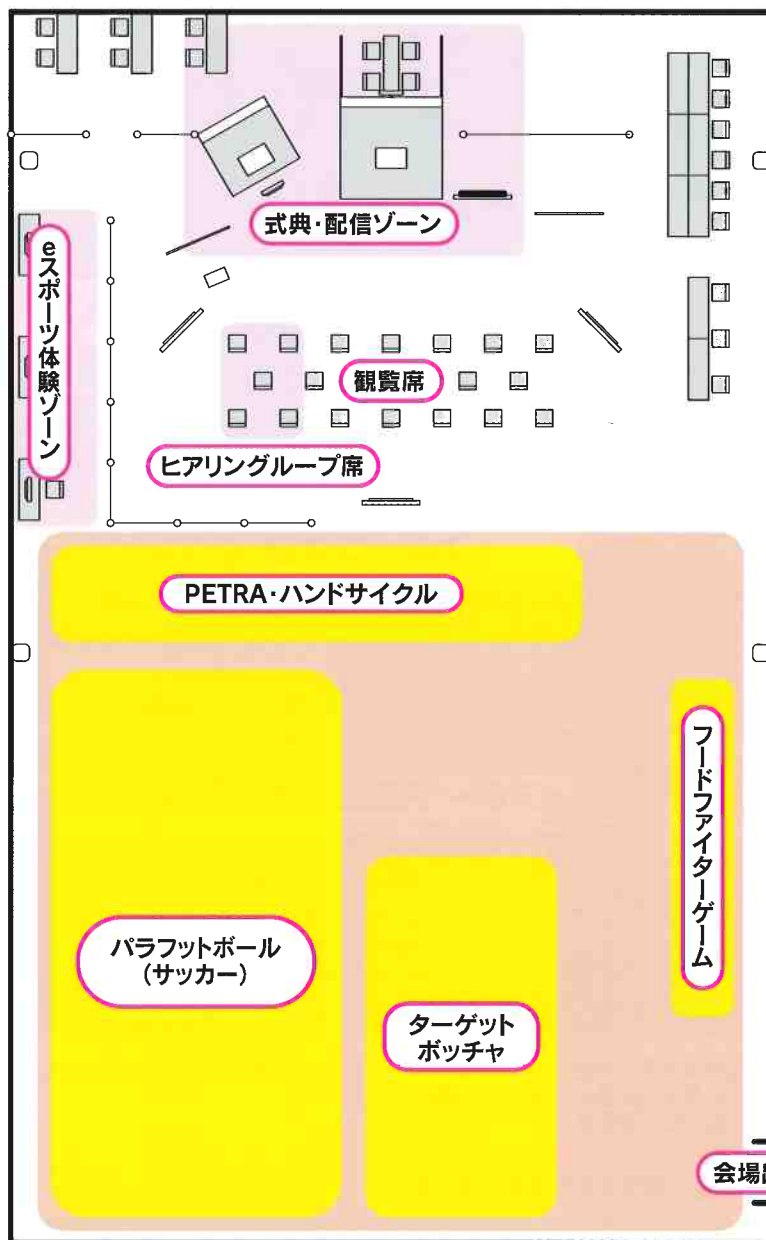 式典・配信ゾーン
eスポーツ体験ゾーン
観覧席
ヒアリングループ席
PETRA・ハンドサイクル
フードファイターゲーム
パラフットボール
(サッカー)
ターゲット
ボッチャ
会場